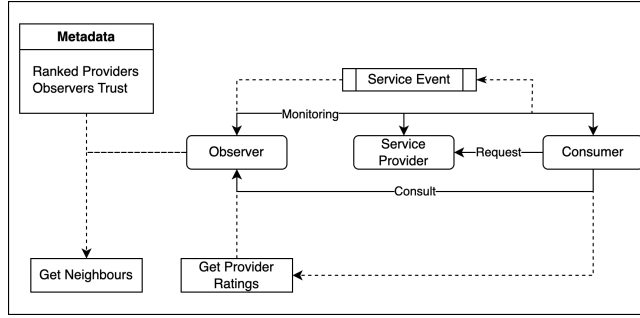 Metadata
Ranked Providers
Observers Trust
Service Event
Monitoring
Observer
Service
Provider
Request
Consumer
Consult
Get Neighbours
Get Provider
Ratings